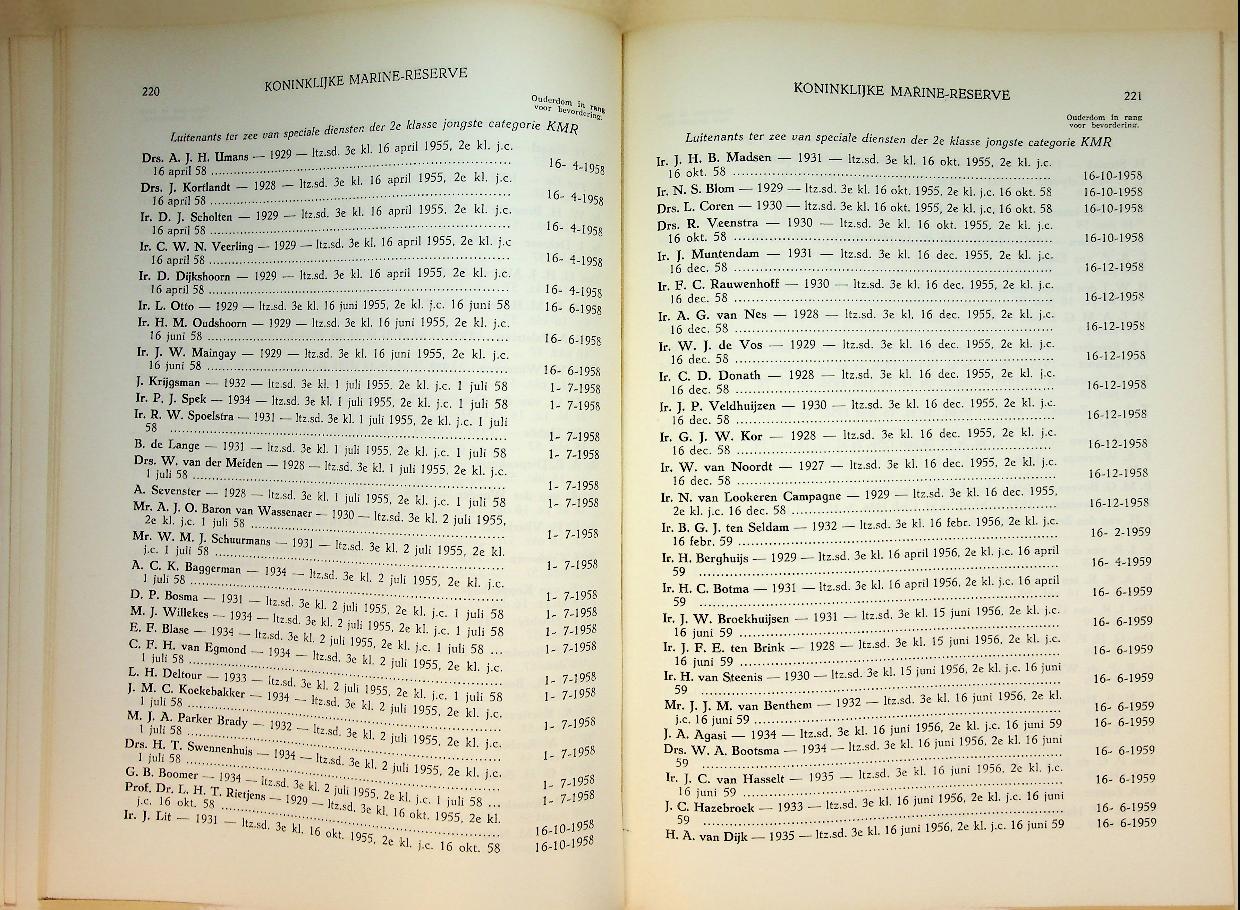 220
KONINKLIJKE MARINE-RESERVE
Ouderdom in rang
voor bevordering.
Luitenants ter zee van speciale diensten der 2e klasse jongste categorie KMR
Drs. A. J. H. Umans — 1929 — ltz.sd. 3e kl. 16 april 1955, 2e kl. j.c.
16 april 58 .......... 16- 4-1958
Drs. J. Kortlandt — 1928 — ltz.sd. 3e kl. 16 april 1955, 2e kl. j.c.
16 april 58 .......... 16- 4-1958
Ir. D. J. Scholten — 1929 — ltz.sd. 3e kl. 16 april 1955, 2e kl. j.c.
16 april 58 .......... 16- 4-1958
Ir. C. W. N. Veerling — 1929 — ltz.sd. 3e kl. 16 april 1955, 2e kl. j.c
16 april 58 .......... 16- 4-1958
Ir. D. Dijkshoorn — 1929 — ltz.sd. 3e kl. 16 april 1955, 2e kl. j.c.
16 april 58 .......... 16- 4-1958
Ir. L. Otto — 1929 — ltz.sd. 3e kl. 16 juni 1955, 2e kl. j.c. 16 juni 58 16- 6-1958
Ir. H. M. Oudshoorn — 1929 — ltz.sd. 3e kl. 16 juni 1955, 2e kl. j.c.
16 juni 58 .......... 16- 6-1958
Ir. J. W. Maingay — 1929 — ltz.sd. 3e kl. 16 juni 1955, 2e kl. j.c.
16 juni 58 .......... 16- 6-1958
J. Krijgsman — 1932 — ltz.sd. 3e kl. 1 juli 1955, 2e kl. j.c. 1 juli 58 1- 7-1958
Ir. P. J. Spek — 1934 — ltz.sd. 3e kl. 1 juli 1955, 2e kl. j.c. 1 juli 58 1- 7-1958
Ir. R. W. Spoelstra — 1931 — ltz.sd. 3e kl. 1 juli 1955, 2e kl. j.c. 1 juli
58 .......... 1- 7-1958
B. de Lange — 1931 — ltz.sd. 3e kl. 1 juli 1955, 2e kl. j.c. 1 juli 58 1- 7-1958
Drs. W. van der Meiden — 1928 — ltz.sd. 3e kl. 1 juli 1955, 2e kl. j.c.
1 juli 58 .......... 1- 7-1958
A. Sevenster — 1928 — ltz.sd. 3e kl. 1 juli 1955, 2e kl. j.c. 1 juli 58 1- 7-1958
Mr. A. J. O. Baron van Wassenaer — 1930 — ltz.sd. 3e kl. 2 juli 1955,
2e kl. j.c. 1 juli 58 .......... 1- 7-1958
Mr. W. M. J. Schuurmans — 1931 — ltz.sd. 3e kl. 2 juli 1955, 2e kl.
j.c. 1 juli 58 .......... 1- 7-1958
A. C. K. Baggerman — 1934 — ltz.sd. 3e kl. 2 juli 1955, 2e kl. j.c.
1 juli 58 .......... 1- 7-1958
D. P. Bosma — 1931 — ltz.sd. 3e kl. 2 juli 1955, 2e kl. j.c. 1 juli 58 1- 7-1958
M. J. Willekes — 1934 — ltz.sd. 3e kl. 2 juli 1955, 2e kl. j.c. 1 juli 58 1- 7-1958
E. F. Blase — 1934 — ltz.sd. 3e kl. 2 juli 1955, 2e kl. j.c. 1 juli 58 ... 1- 7-1958
C. F. H. van Egmond — 1934 — ltz.sd. 3e kl. 2 juli 1955, 2e kl. j.c.
1 juli 58 .......... 1- 7-1958
L. H. Deltour — 1933 — ltz.sd. 3e kl. 2 juli 1955, 2e kl. j.c. 1 juli 58 1- 7-1958
J. M. C. Koekebakker — 1934 — ltz.sd. 3e kl. 2 juli 1955, 2e kl. j.c.
1 juli 58 .......... 1- 7-1958
M. J. A. Parker Brady — 1932 — ltz.sd. 3e kl. 2 juli 1955, 2e kl. j.c.
1 juli 58 .......... 1- 7-1958
Drs. H. T. Swennenhuis — 1934 — ltz.sd. 3e kl. 2 juli 1955, 2e kl. j.c.
1 juli 58 .......... 1- 7-1958
G. B. Boomer — 1934 — ltz.sd. 3e kl. 2 juli 1955, 2e kl. j.c. 1 juli 58 ... 1- 7-1958
Prof. Dr. L. H. T. Rietjens — 1929 — ltz.sd. 3e kl. 16 okt. 1955, 2e kl.
j.c. 16 okt. 58 .......... 16-10-1958
Ir. J. Lit — 1931 — ltz.sd. 3e kl. 16 okt. 1955, 2e kl. j.c. 16 okt. 58 16-10-1958
KONINKLIJKE MARINE-RESERVE
221
Ouderdom in rang
voor bevordering.
Luitenants ter zee van speciale diensten der 2e klasse jongste categorie KMR
Ir. J. H. B. Madsen — 1931 — ltz.sd. 3e kl. 16 okt. 1955, 2e kl. j.c.
16 okt. 58 .......... 16-10-1958
Ir. N. S. Blom — 1929 — ltz.sd. 3e kl. 16 okt. 1955, 2e kl. j.c. 16 okt. 58 16-10-1958
Drs. L. Coren — 1930 — ltz.sd. 3e kl. 16 okt. 1955, 2e kl. j.c, 16 okt. 58 16-10-1958
Drs. R. Veenstra — 1930 — ltz.sd. 3e kl. 16 okt. 1955, 2e kl. j.c.
16 okt. 58 .......... 16-10-1958
Ir. J. Muntendam — 1931 — ltz.sd. 3e kl. 16 dec. 1955, 2e kl. j.c.
16 dec. 58 .......... 16-12-1958
Ir. F. C. Rauwenhoff — 1930 — ltz.sd. 3e kl. 16 dec. 1955, 2e kl. j.c.
16 dec. 58 .......... 16-12-1958
Ir. A. G. van Nes — 1928 — ltz.sd. 3e kl. 16 dec. 1955, 2e kl. j.c.
16 dec. 58 .......... 16-12-1958
Ir. W. J. de Vos — 1929 — ltz.sd. 3e kl. 16 dec. 1955, 2e kl. j.c.
16 dec. 58 .......... 16-12-1958
Ir. C. D. Donath — 1928 — ltz.sd. 3e kl. 16 dec. 1955, 2e kl. j.c.
16 dec. 58 .......... 16-12-1958
Ir. J. P. Veldhuijzen — 1930 — ltz.sd. 3e kl. 16 dec. 1955, 2e kl. j.c.
16 dec. 58 .......... 16-12-1958
Ir. G. J. W. Kor — 1928 — ltz.sd. 3e kl. 16 dec. 1955, 2e kl. j.c.
16 dec. 58 .......... 16-12-1958
Ir. W. van Noordt — 1927 — ltz.sd. 3e kl. 16 dec. 1955, 2e kl. j.c.
16 dec. 58 .......... 16-12-1958
Ir. N. van Lookeren Campagne — 1929 — ltz.sd. 3e kl. 16 dec. 1955,
2e kl. j.c. 16 dec. 58 .......... 16-12-1958
Ir. B. G. J. ten Seldam — 1932 — ltz.sd. 3e kl. 16 febr. 1956, 2e kl. j.c.
16 febr. 59 .......... 16- 2-1959
Ir. H. Berghuijs — 1929 — ltz.sd. 3e kl. 16 april 1956, 2e kl. j.c. 16 april
59 .......... 16- 4-1959
Ir. H. C. Botma — 1931 — ltz.sd. 3e kl. 16 april 1956, 2e kl. j.c. 16 april
59 .......... 16- 6-1959
Ir. J. W. Broekhuijsen — 1931 — ltz.sd. 3e kl. 15 juni 1956, 2e kl. j.c.
16 juni 59 .......... 16- 6-1959
Ir. J. F. E. ten Brink — 1928 — ltz.sd. 3e kl. 15 juni 1956, 2e kl. j.c.
16 juni 59 .......... 16- 6-1959
Ir. H. van Steenis — 1930 — ltz.sd. 3e kl. 15 juni 1956, 2e kl. j.c. 16 juni
59 .......... 16- 6-1959
Mr. J. J. M. van Benthem — 1932 — ltz.sd. 3e kl. 16 juni 1956, 2e kl.
j.c. 16 juni 59 .......... 16- 6-1959
J. A. Agasi — 1934 — ltz.sd. 3e kl. 16 juni 1956, 2e kl. j.c. 16 juni 59 16- 6-1959
Drs. W. A. Bootsma — 1934 — ltz.sd. 3e kl. 16 juni 1956, 2e kl. j.c. 16 juni
59 .......... 16- 6-1959
Ir. J. C. van Hasselt — 1935 — ltz.sd. 3e kl. 16 juni 1956, 2e kl. j.c.
16 juni 59 .......... 16- 6-1959
J. C. Hazebroek — 1933 — ltz.sd. 3e kl. 16 juni 1956, 2e kl. j.c. 16 juni
59 .......... 16- 6-1959
H. A. van Dijk — 1935 — ltz.sd. 3e kl. 16 juni 1956, 2e kl. j.c. 16 juni 59 16- 6-1959